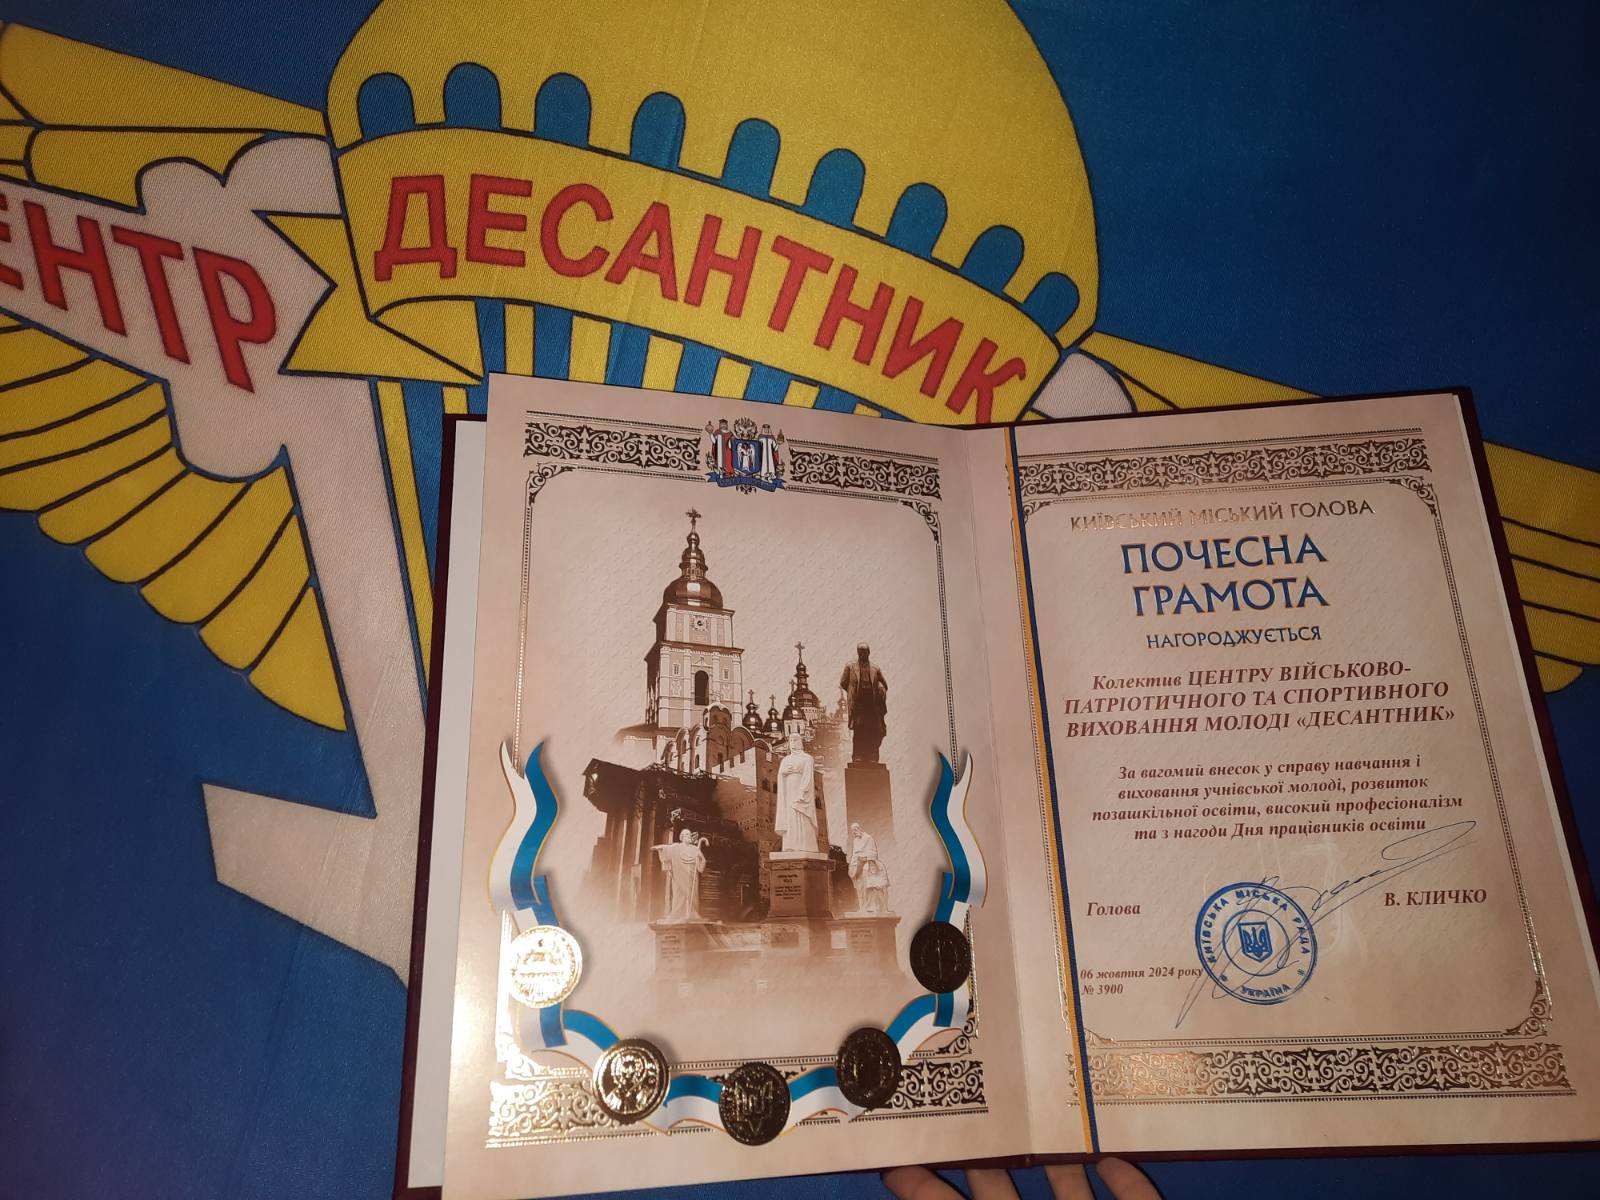 ЕНТР
ДЕСАНТНИК
КИЇВСЬКИЙ МІСЬКИЙ ГОЛОВА
ПОЧЕСНА
ГРАМОТА
НАГОРОДЖУЄТЬСЯ
Колектив ЦЕНТРУ ВІЙСЬКОВО-
ПАТРІОТИЧНОГО ТА СПОРТИВНОГО
ВИХОВАННЯ МОЛОДІ «ДЕСАНТНИК»
За вагомий внесок у справу навчання і
виховання учнівської молоді, розвиток
позашкільної освіти, високий професіоналізм
та з нагоди Дня працівників освіти
Голова
В. КЛИЧКО
КИЇВСЬКА МІСЬКА РАДА
УКРАЇНА
06 жовтня 2024 року
№ 3900